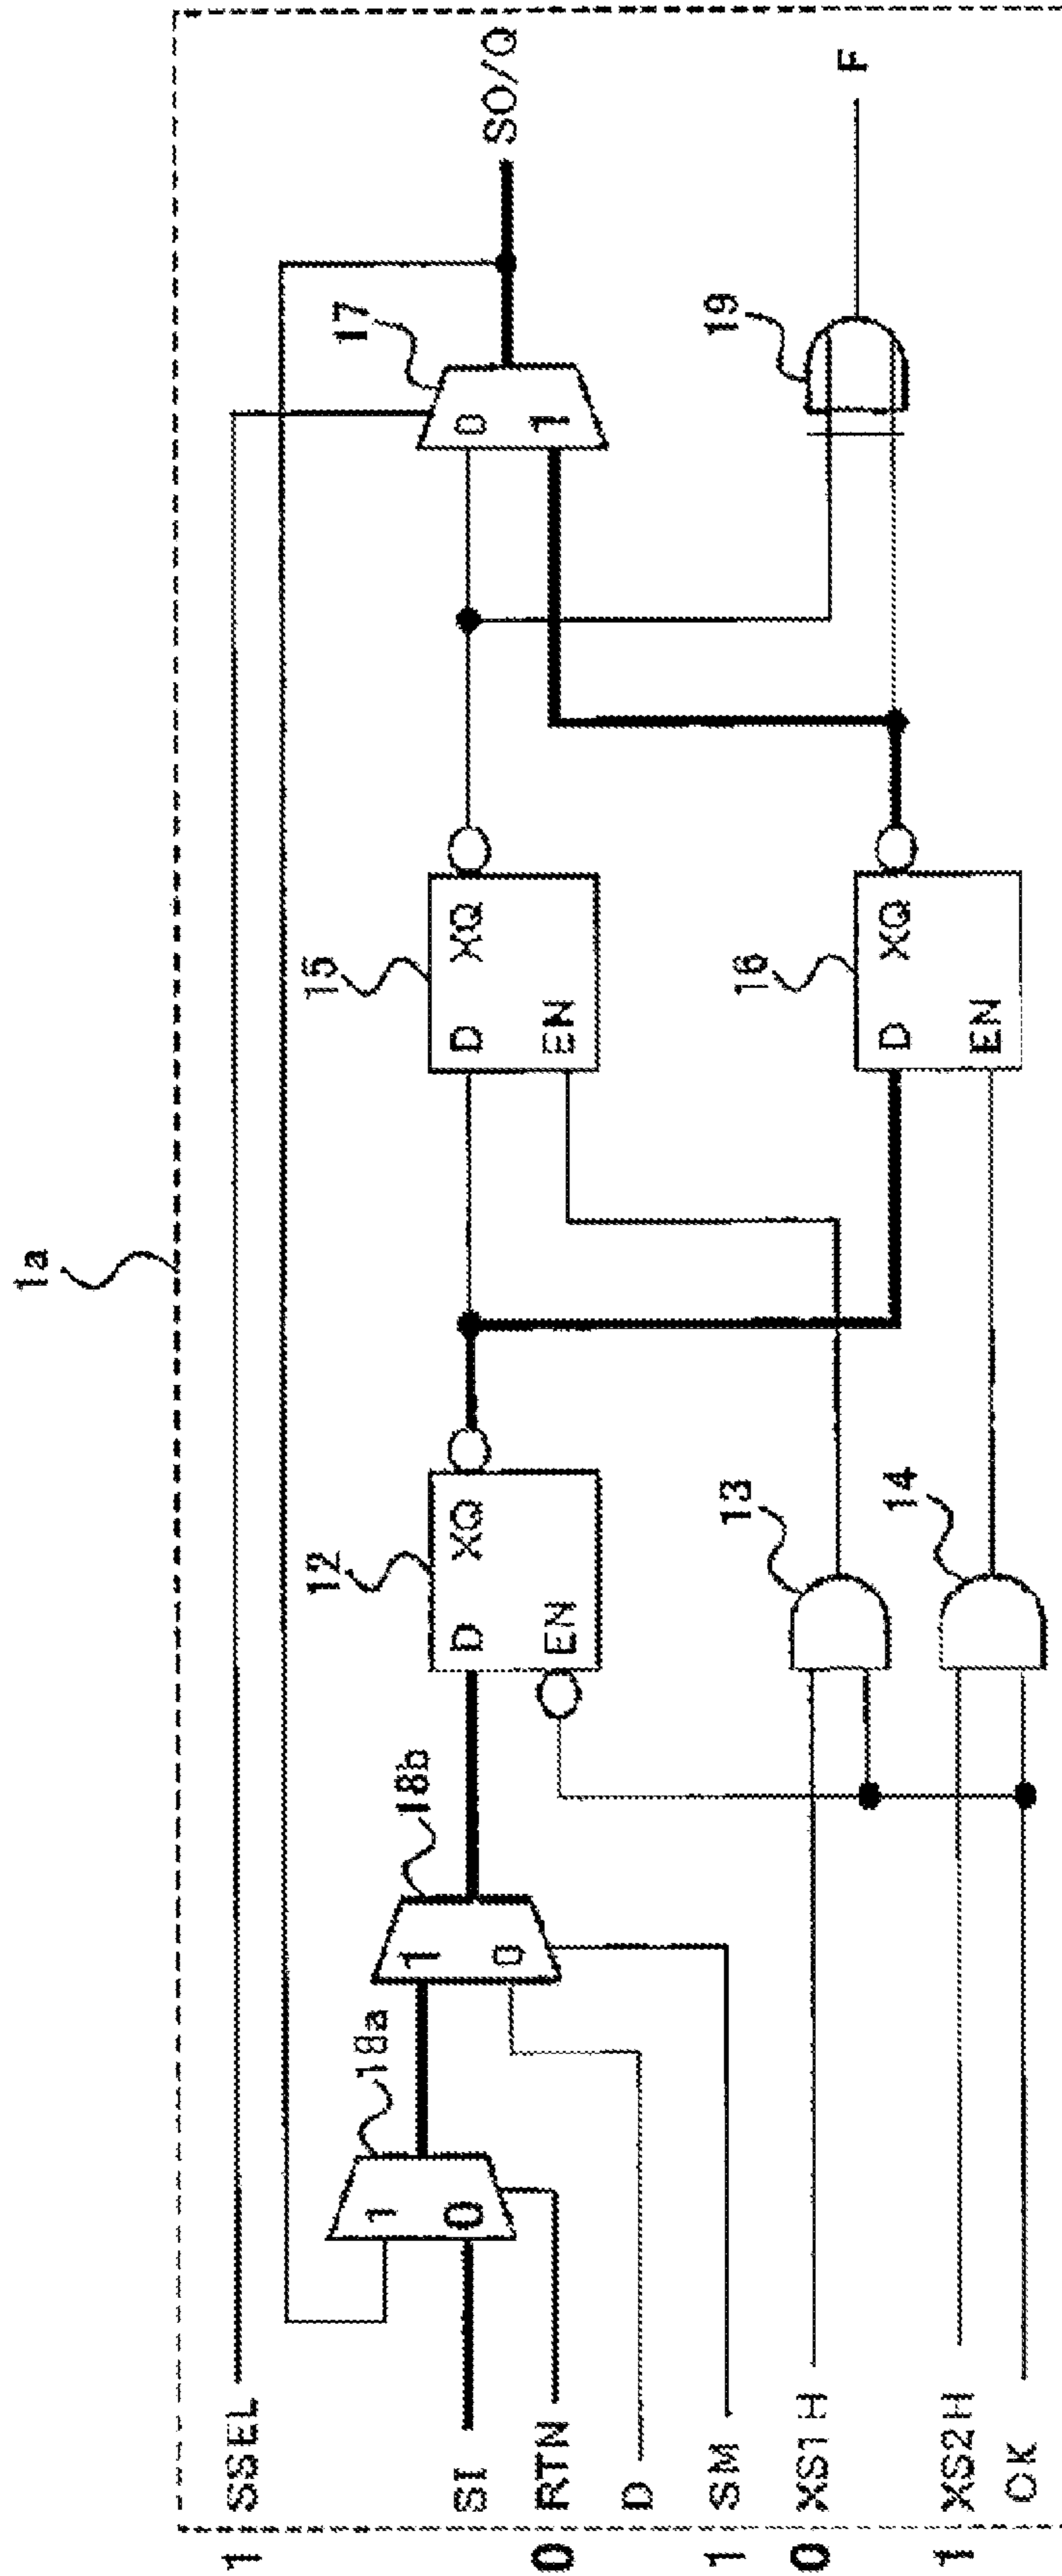 1a
1 SSEL
SI
0 RTN
D
1 SM
0 XS1H
1 XS2H
CK
18a
1
0
18b
1
0
12
D XQ
EN
13
14
15
D XQ
EN
16
D XQ
EN
17
0
1
19
SO/Q
F